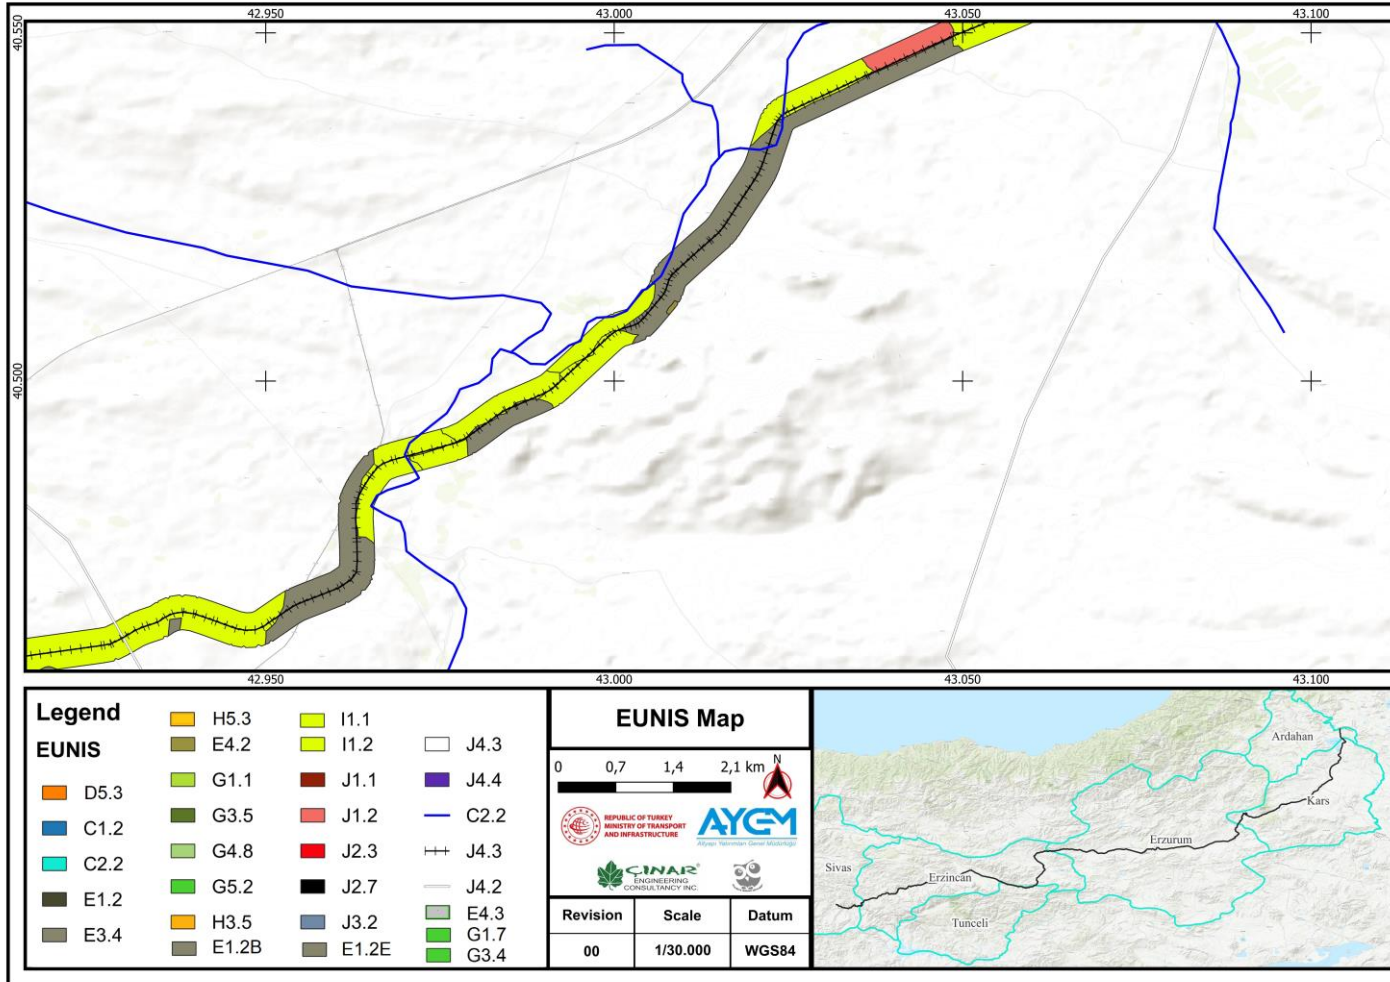 42.950 43.000 43.050 43.100
40.550
40.500
42.950 43.000 43.050 43.100
Legend
EUNIS
D5.3
C1.2
C2.2
E1.2
E3.4
H5.3
E4.2
G1.1
G3.5
G4.8
G5.2
H3.5
E1.2B
I1.1
I1.2
J1.1
J1.2
J2.3
J2.7
J3.2
E1.2E
J4.3
J4.4
C2.2
J4.3
J4.2
E4.3
G1.7
G3.4
EUNIS Map
0 0,7 1,4 2,1 km
N
REPUBLIC OF TURKEY
MINISTRY OF TRANSPORT
AND INFRASTRUCTURE
AYGM
Altyapı Yatırımları Genel Müdürlüğü
ÇINAR
ENGINEERING
CONSULTANCY INC.
Revision Scale Datum
00 1/30.000 WGS84
Ardahan
Kars
Erzurum
Sivas
Erzincan
Tunceli